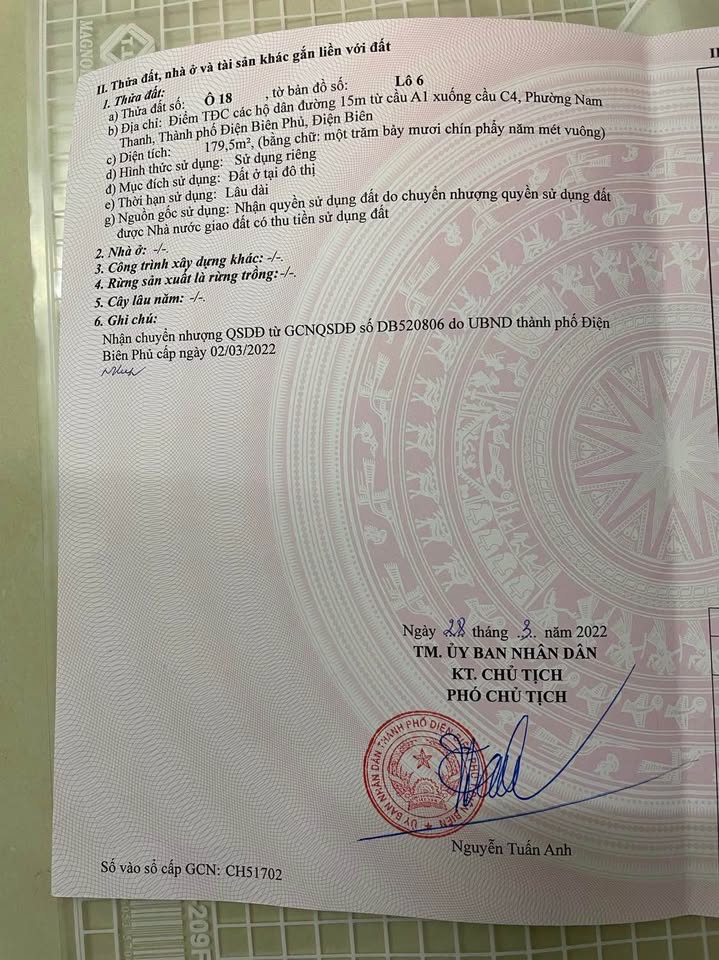 II. Thửa đất, nhà ở và tài sản khác gắn liền với đất
1. Thửa đất:
a) Thửa đất số: Ô 18 , tờ bản đồ số: Lô 6
b) Địa chỉ: Điểm TĐC các hộ dân đường 15m từ cầu A1 xuống cầu C4, Phường Nam
Thanh, Thành phố Điện Biên Phủ, Điện Biên
c) Diện tích: 179,5m², (bằng chữ: một trăm bảy mươi chín phẩy năm mét vuông)
d) Hình thức sử dụng: Sử dụng riêng
đ) Mục đích sử dụng: Đất ở tại đô thị
e) Thời hạn sử dụng: Lâu dài
g) Nguồn gốc sử dụng: Nhận quyền sử dụng đất do chuyển nhượng quyền sử dụng đất
được Nhà nước giao đất có thu tiền sử dụng đất
2. Nhà ở: -/-.
3. Công trình xây dựng khác: -/-.
4. Rừng sản xuất là rừng trồng:-/-.
5. Cây lâu năm: -/-.
6. Ghi chú:
Nhận chuyển nhượng QSDĐ từ GCNQSDĐ số DB520806 do UBND thành phố Điện
Biên Phủ cấp ngày 02/03/2022
Ngày 28 tháng .3. năm 2022
TM. ỦY BAN NHÂN DÂN
KT. CHỦ TỊCH
PHÓ CHỦ TỊCH
ỦY BAN NHÂN DÂN THÀNH PHỐ ĐIỆN BIÊN PHỦ
Nguyễn Tuấn Anh
Số vào sổ cấp GCN: CH51702